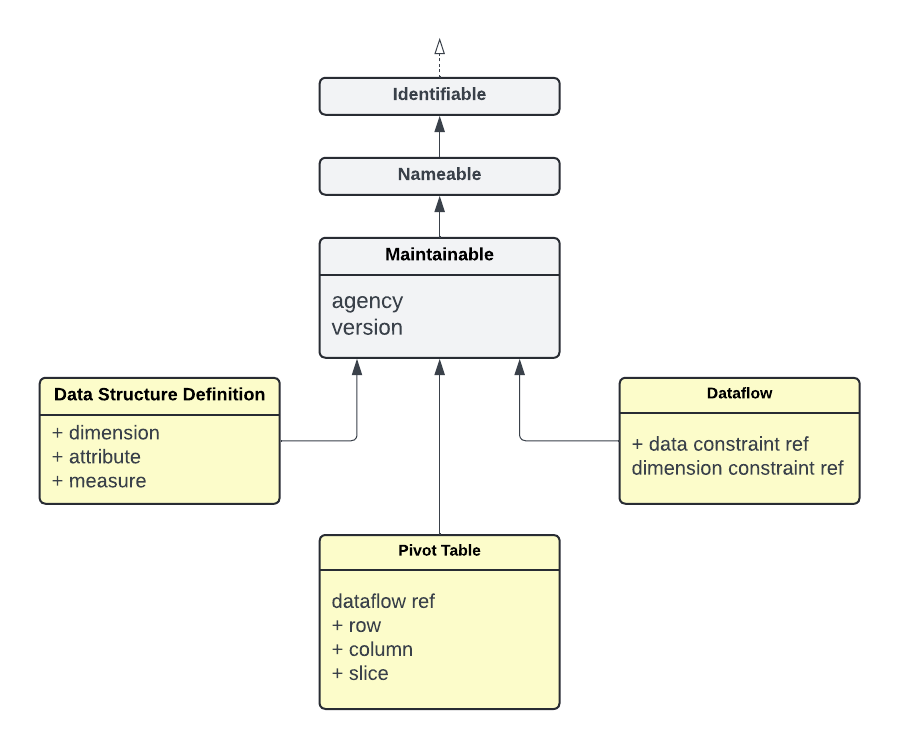 Identifiable
Nameable
Maintainable
agency
version
Data Structure Definition
+ dimension
+ attribute
+ measure
Dataflow
+ data constraint ref
dimension constraint ref
Pivot Table
dataflow ref
+ row
+ column
+ slice